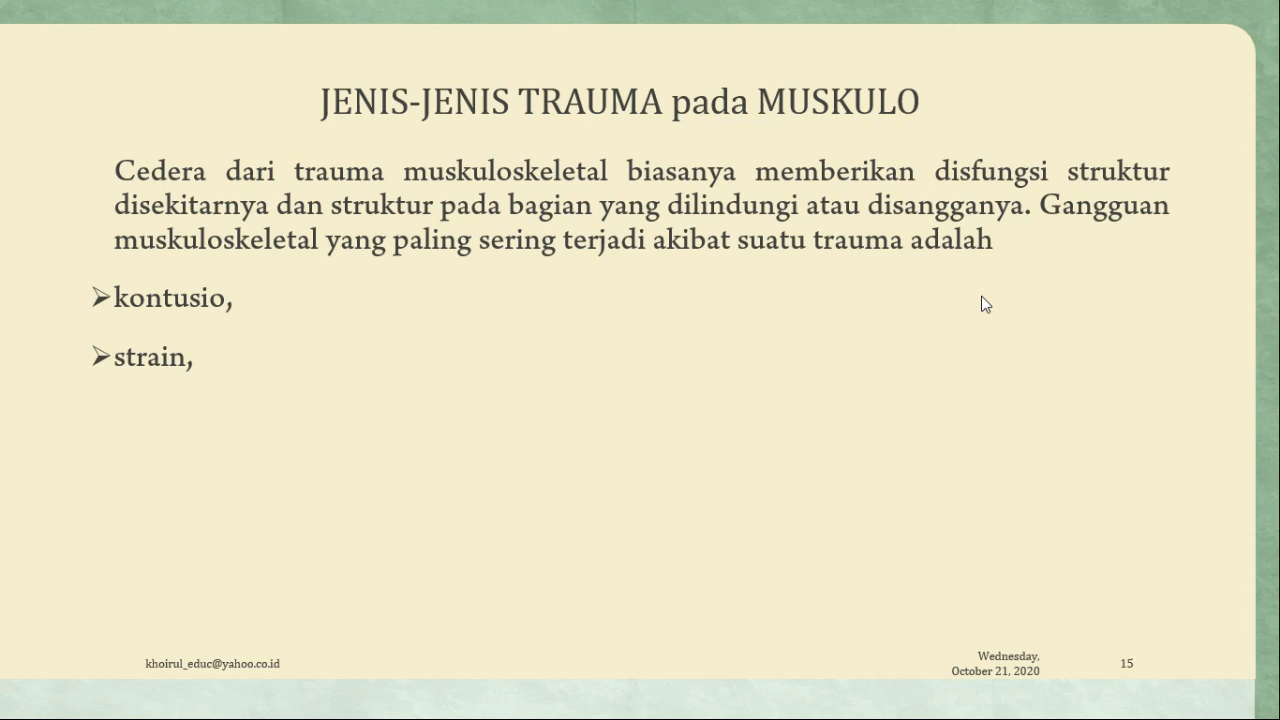 JENIS-JENIS TRAUMA pada MUSKULO
Cedera dari trauma muskuloskeletal biasanya memberikan disfungsi struktur
disekitarnya dan struktur pada bagian yang dilindungi atau disangganya. Gangguan
muskuloskeletal yang paling sering terjadi akibat suatu trauma adalah
➢kontusio,
➢strain,
khoirul_educ@yahoo.co.id
Wednesday,
October 21, 2020
15